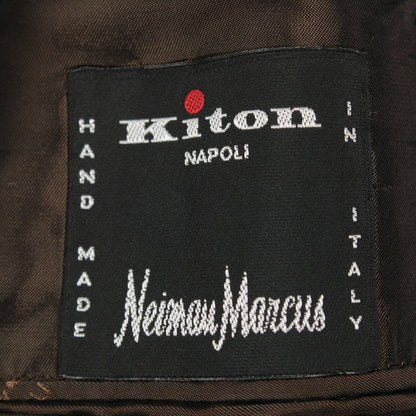 HAND MADE
Kiton
NAPOLI
Neiman Marcus
IN ITALY